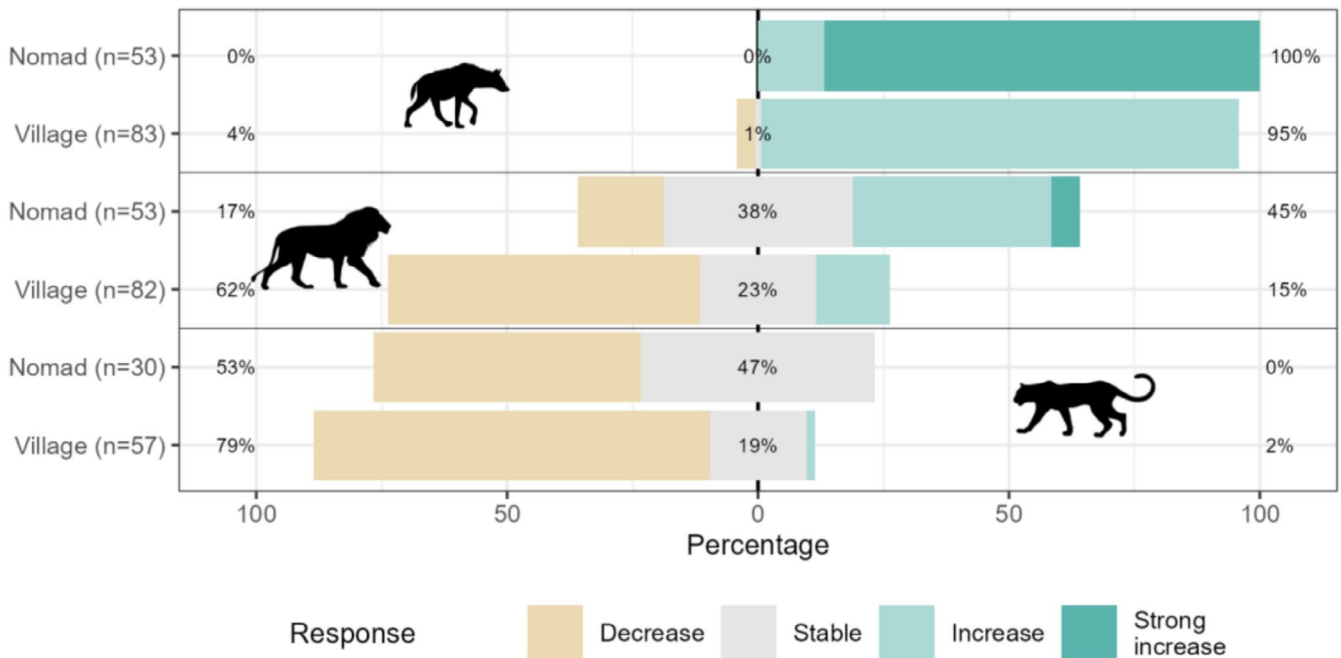 Nomad (n=53) 0% 0% 100%
Village (n=83) 4% 1% 95%
Nomad (n=53) 17% 38% 45%
Village (n=82) 62% 23% 15%
Nomad (n=30) 53% 47% 0%
Village (n=57) 79% 19% 2%
100 50 0 50 100
Percentage
Response Decrease Stable Increase Strong
increase